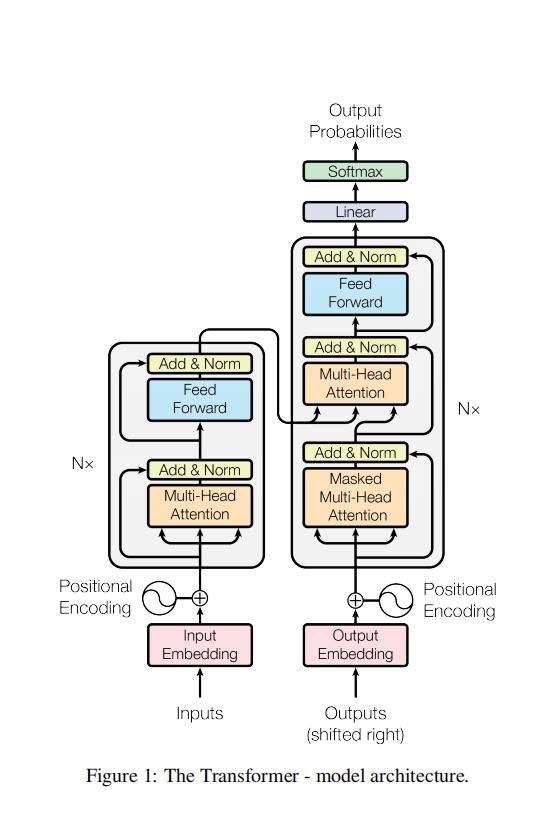 Output
Probabilities
Softmax
Linear
Add & Norm
Feed
Forward
Add & Norm
Multi-Head
Attention
Add & Norm
Masked
Multi-Head
Attention
N×
Add & Norm
Feed
Forward
Add & Norm
Multi-Head
Attention
N×
Positional
Encoding
Positional
Encoding
Input
Embedding
Output
Embedding
Inputs
Outputs
(shifted right)
Figure 1: The Transformer - model architecture.